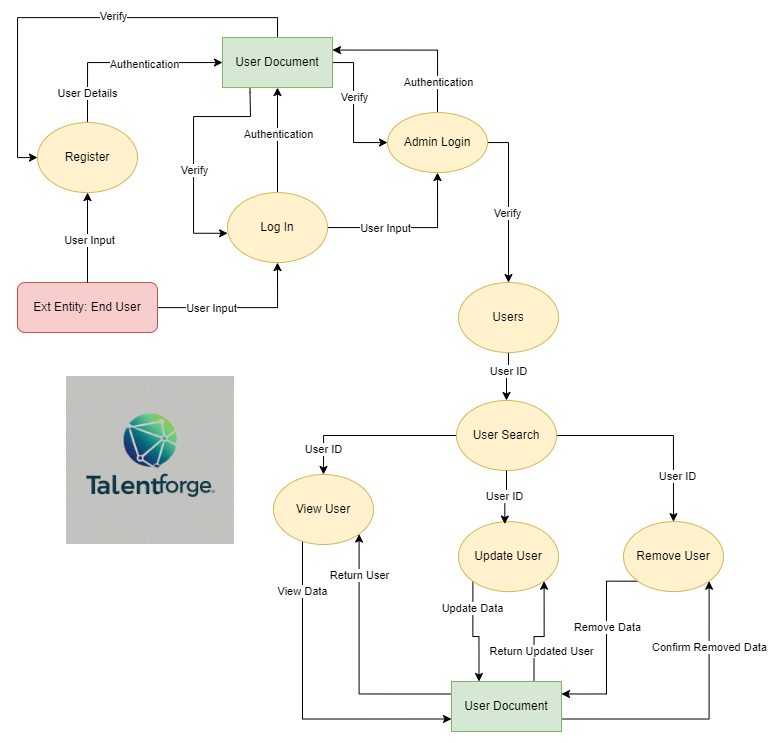 Verify
User Document
Authentication
User Details
Authentication
Verify
Authentication
Register
Admin Login
Verify
Log In
User Input
User Input
Verify
Ext Entity: End User
User Input
Users
User ID
User Search
User ID
User ID
User ID
Talentforge
View User
Update User
Remove User
Return User
View Data
Update Data
Remove Data
Return Updated User
Confirm Removed Data
User Document